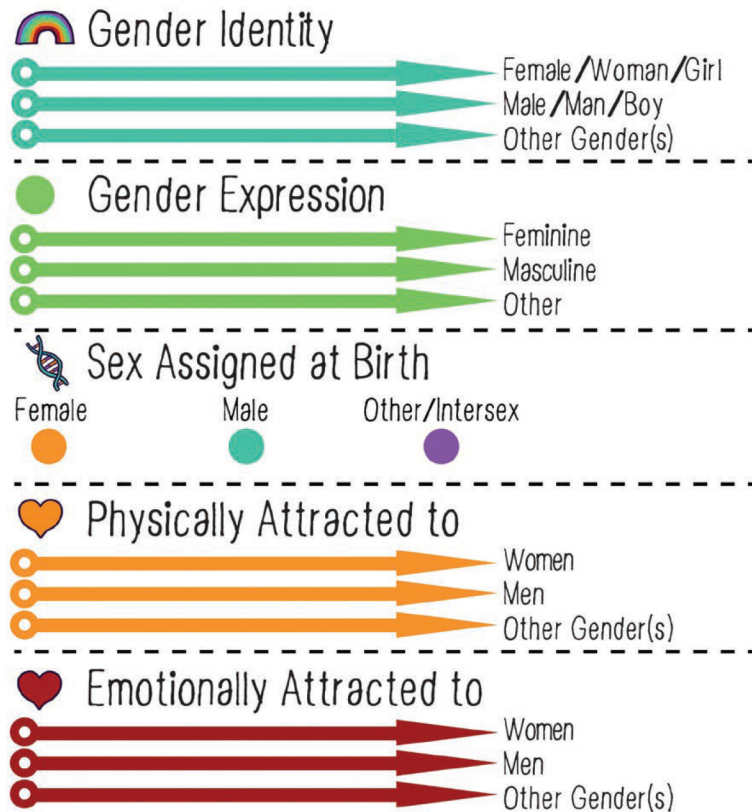 Gender Identity
Female/Woman/Girl
Male/Man/Boy
Other Gender(s)
Gender Expression
Feminine
Masculine
Other
Sex Assigned at Birth
Female Male Other/Intersex
Physically Attracted to
Women
Men
Other Gender(s)
Emotionally Attracted to
Women
Men
Other Gender(s)